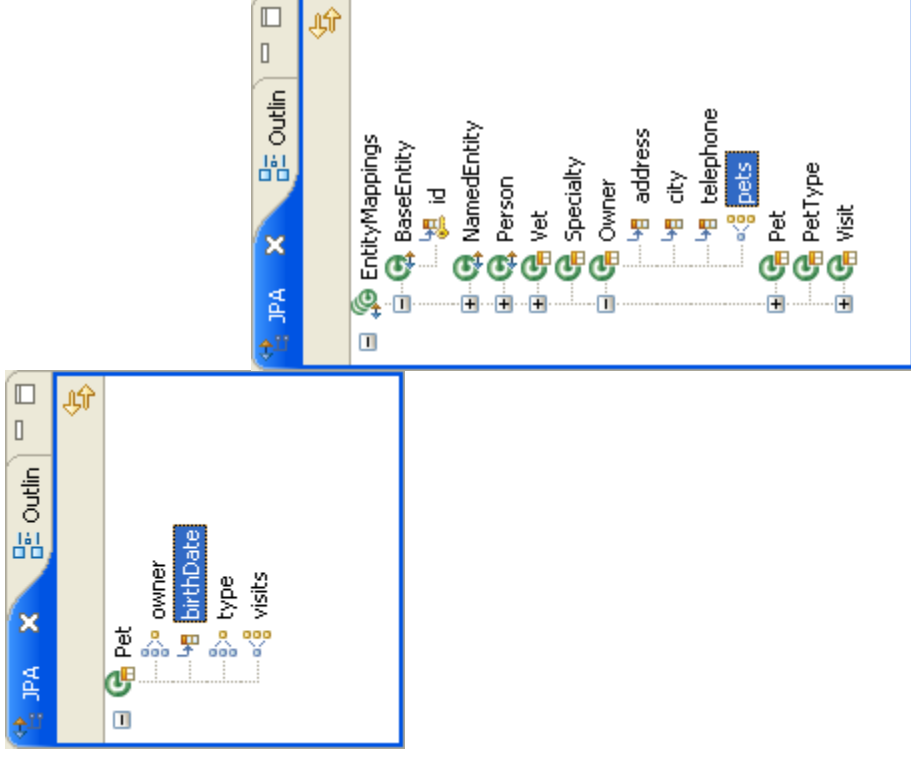 JPA
Outlin
Pet
owner
birthDate
type
visits
JPA
Outlin
EntityMappings
BaseEntity
id
NamedEntity
Person
Vet
Specialty
Owner
address
city
telephone
pets
Pet
PetType
Visit